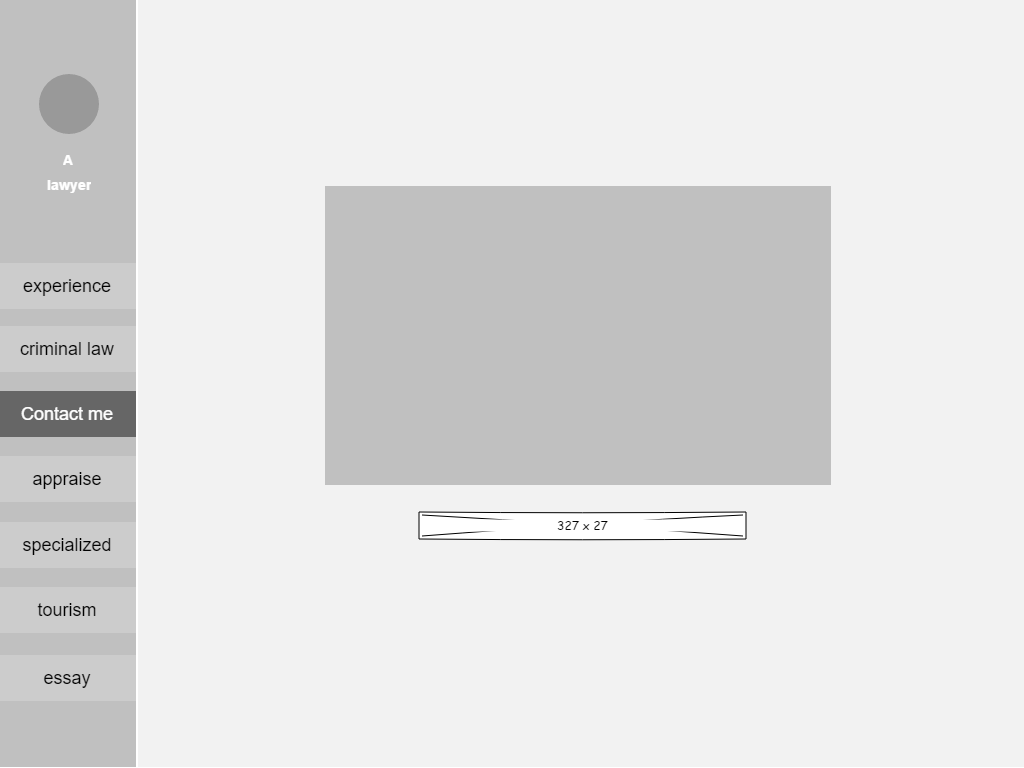 A
lawyer
experience
criminal law
Contact me
appraise
specialized
tourism
essay
327 x 27